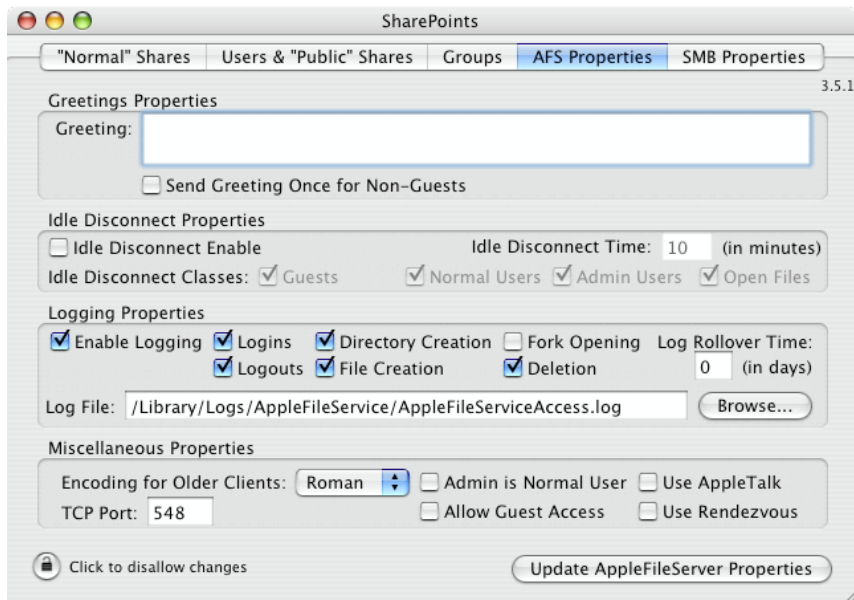 SharePoints
"Normal" Shares Users & "Public" Shares Groups AFS Properties SMB Properties
3.5.1
Greetings Properties
Greeting:
Send Greeting Once for Non-Guests
Idle Disconnect Properties
Idle Disconnect Enable Idle Disconnect Time: 10 (in minutes)
Idle Disconnect Classes: Guests Normal Users Admin Users Open Files
Logging Properties
Enable Logging Logins Directory Creation Fork Opening Log Rollover Time:
Logouts File Creation Deletion 0 (in days)
Log File: /Library/Logs/AppleFileService/AppleFileServiceAccess.log Browse...
Miscellaneous Properties
Encoding for Older Clients: Roman Admin is Normal User Use AppleTalk
TCP Port: 548 Allow Guest Access Use Rendezvous
Click to disallow changes Update AppleFileServer Properties